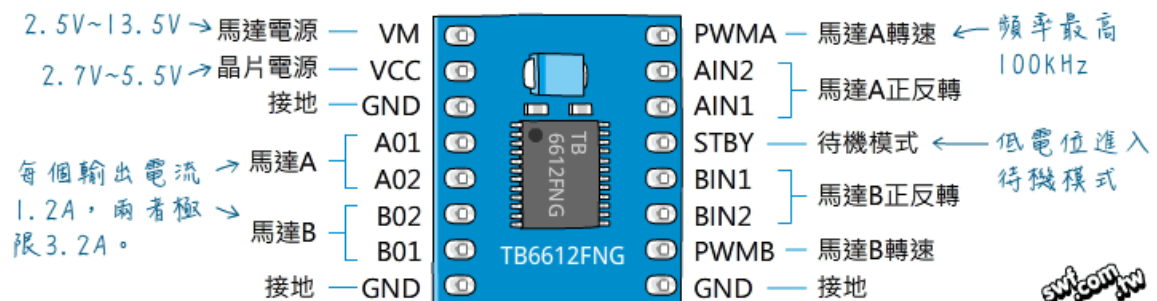 2.5V~13.5V
馬達電源
VM
2.7V~5.5V
晶片電源
VCC
接地
GND
每個輸出電流
1.2A，兩者極
限3.2A。
馬達A
A01
A02
馬達B
B02
B01
接地
GND
TB
6612FNG
TB6612FNG
PWMA
馬達A轉速
頻率最高
100kHz
AIN2
AIN1
馬達A正反轉
STBY
待機模式
低電位進入
待機模式
BIN1
BIN2
馬達B正反轉
PWMB
馬達B轉速
GND
接地
swf.com.tw